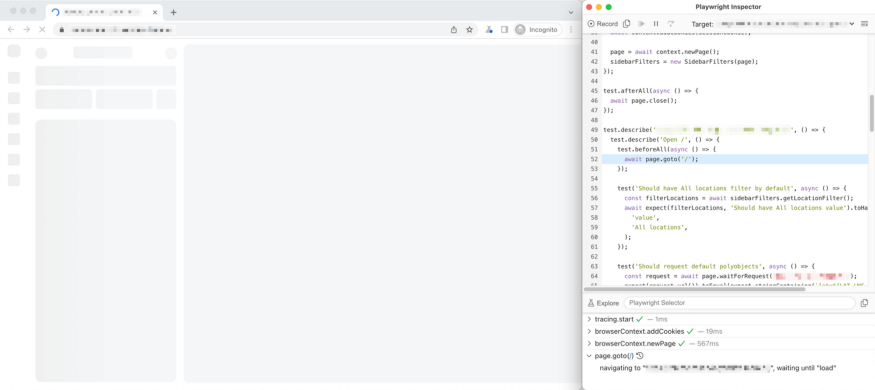 Incognito
Playwright Inspector
Record
Target:
40
41 page = await context.newPage();
42 sidebarFilters = new SidebarFilters(page);
43 });
44
45 test.afterAll(async () => {
46 await page.close();
47 });
48
49 test.describe(' ', () => {
50 test.describe('Open /', () => {
51 test.beforeAll(async () => {
52 await page.goto('/');
53 });
54
55 test('Should have All locations filter by default', async () => {
56 const filterLocations = await sidebarFilters.getLocationFilter();
57 await expect(filterLocations, 'Should have All locations value').toHa
58 'value',
59 'All locations',
60 );
61 });
62
63 test('Should request default polyobjects', async () => {
64 const request = await page.waitForRequest( );
Explore Playwright Selector
tracing.start ✓ — 1ms
browserContext.addCookies ✓ — 19ms
browserContext.newPage ✓ — 567ms
page.goto(/)
navigating to " ", waiting until "load"